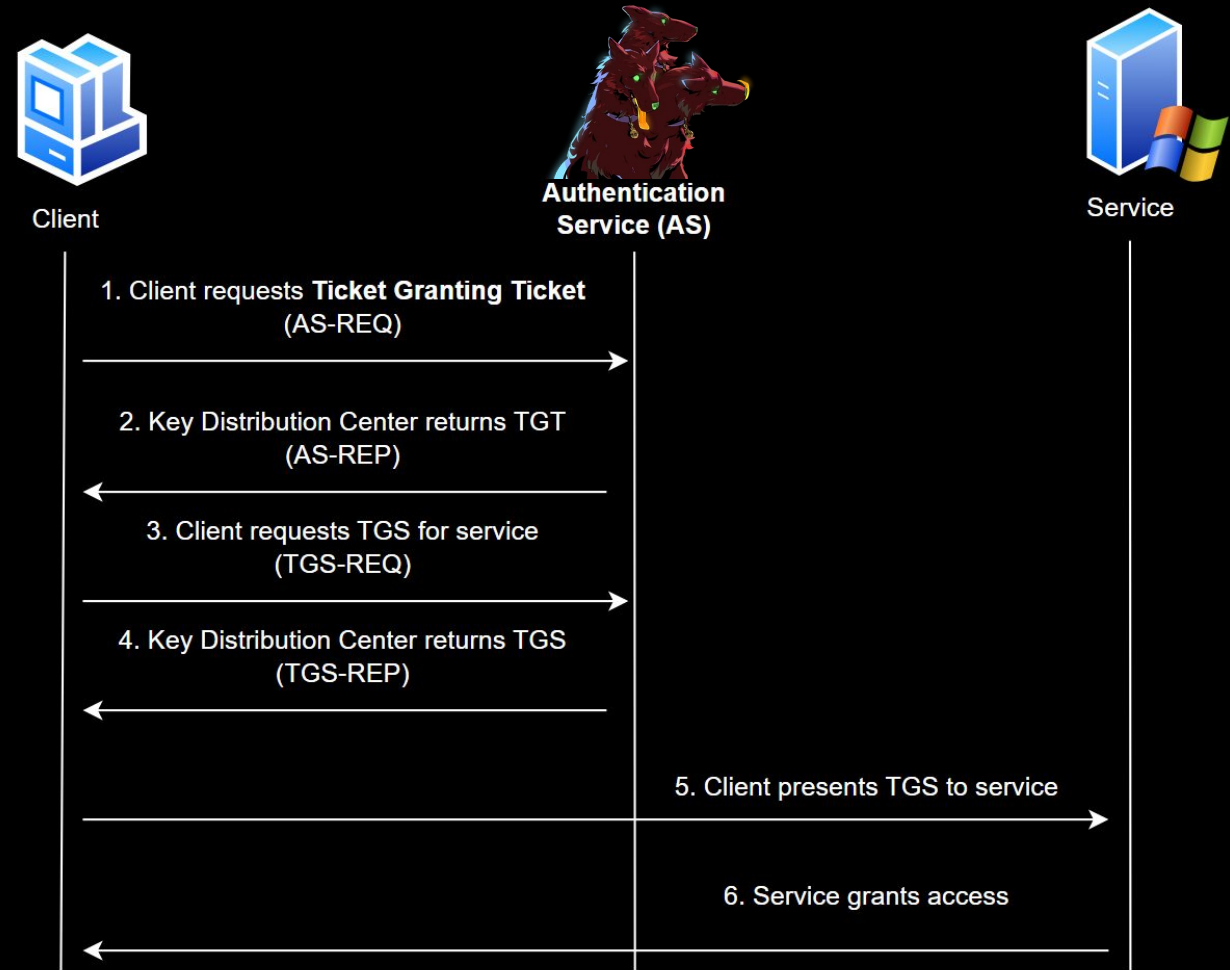 Client
Authentication
Service (AS)
Service
1. Client requests Ticket Granting Ticket
(AS-REQ)
2. Key Distribution Center returns TGT
(AS-REP)
3. Client requests TGS for service
(TGS-REQ)
4. Key Distribution Center returns TGS
(TGS-REP)
5. Client presents TGS to service
6. Service grants access